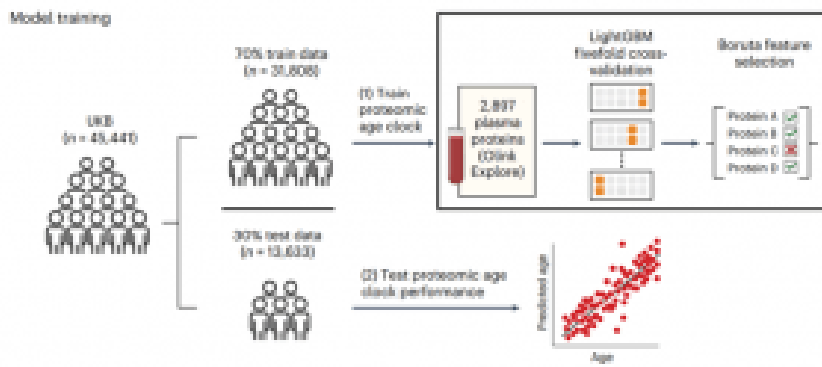 Model training
70% train data
(n = 31,808)
UKB
(n = 45,441)
(1) Train
proteomic
age clock
2,897
plasma
proteins
(Olink
Explore)
LightGBM
fivefold cross-
validation
Boruta feature
selection
Protein A
Protein B
Protein C
Protein D
30% test data
(n = 13,633)
(2) Test proteomic age
clock performance
Predicted age
Age